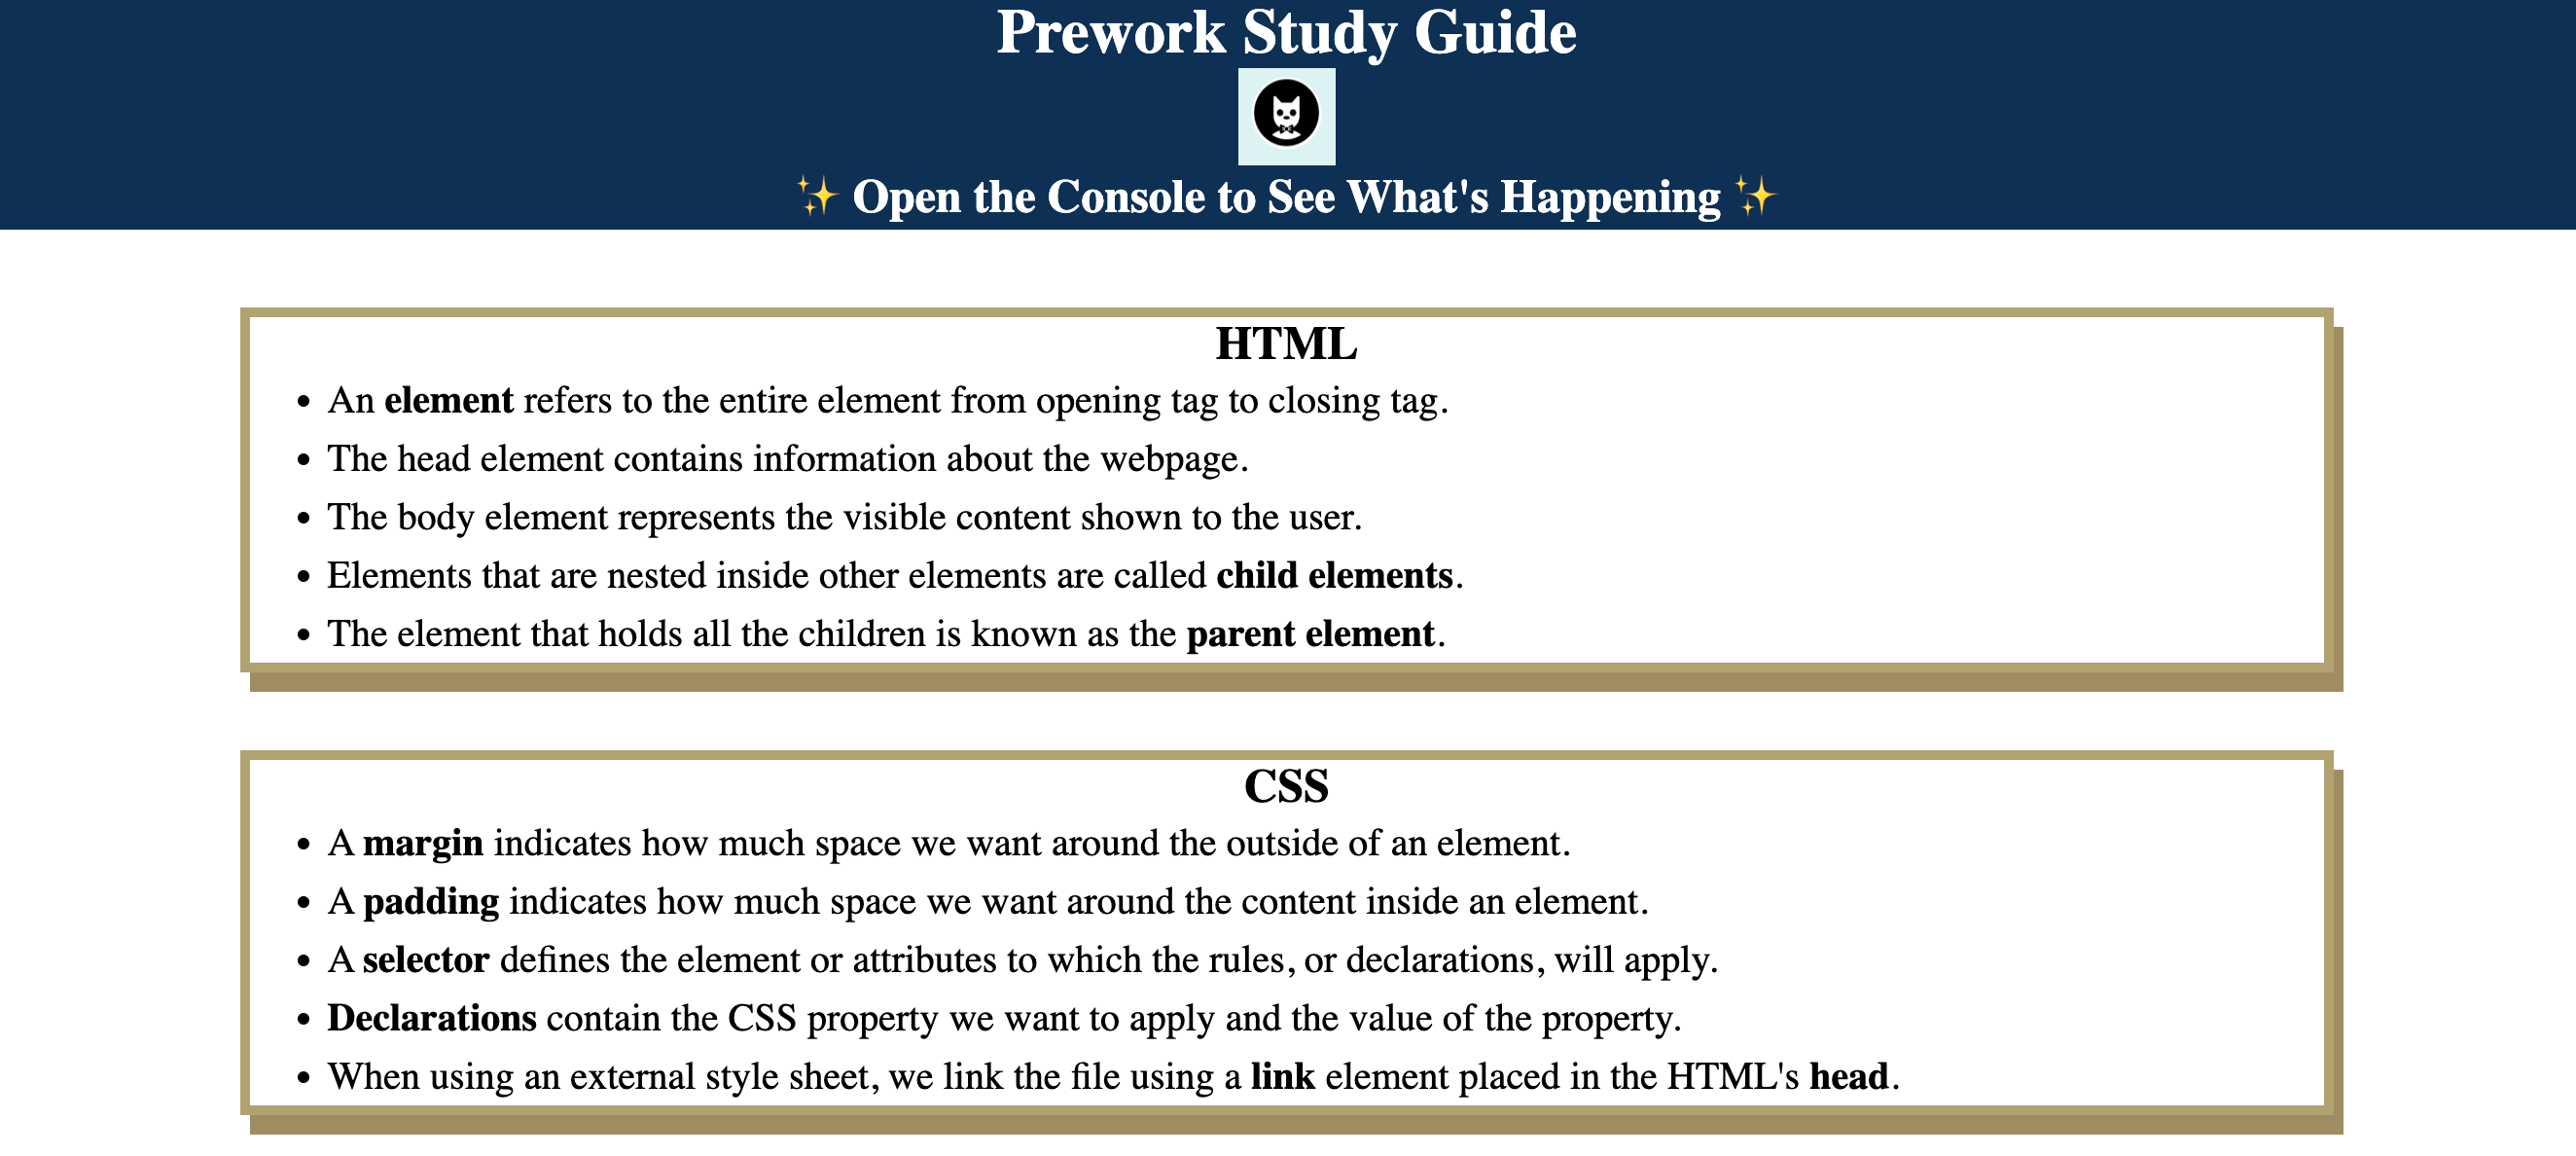 Prework Study Guide
✨ Open the Console to See What's Happening ✨
HTML
• An element refers to the entire element from opening tag to closing tag.
• The head element contains information about the webpage.
• The body element represents the visible content shown to the user.
• Elements that are nested inside other elements are called child elements.
• The element that holds all the children is known as the parent element.
CSS
• A margin indicates how much space we want around the outside of an element.
• A padding indicates how much space we want around the content inside an element.
• A selector defines the element or attributes to which the rules, or declarations, will apply.
• Declarations contain the CSS property we want to apply and the value of the property.
• When using an external style sheet, we link the file using a link element placed in the HTML's head.